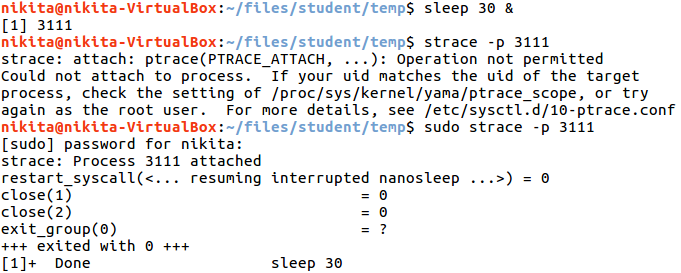 nikita@nikita-VirtualBox:~/files/student/temp$ sleep 30 &
[1] 3111
nikita@nikita-VirtualBox:~/files/student/temp$ strace -p 3111
strace: attach: ptrace(PTRACE_ATTACH, ...): Operation not permitted
Could not attach to process.  If your uid matches the uid of the target
process, check the setting of /proc/sys/kernel/yama/ptrace_scope, or try
again as the root user.  For more details, see /etc/sysctl.d/10-ptrace.conf
nikita@nikita-VirtualBox:~/files/student/temp$ sudo strace -p 3111
[sudo] password for nikita:
strace: Process 3111 attached
restart_syscall(<... resuming interrupted nanosleep ...>) = 0
close(1)                                = 0
close(2)                                = 0
exit_group(0)                           = ?
+++ exited with 0 +++
[1]+  Done                    sleep 30